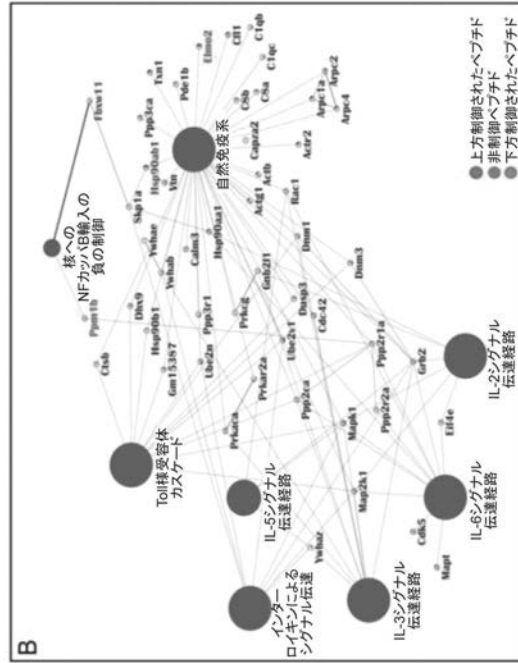 B
核への
NFカッパB輸入の
負の制御
Fbxw11
Ppm1b
Ctsb
Skp1a
Ywhae
Ywhab
Dhx9
Hsp90b1
Gm15387
Toll様受容体
カスケード
Ppp3ca
Hsp90ab1
Vtn
Txn1
Pde1b
Elmo2
Cfl1
C1qb
C1qc
C8b
C8a
自然免疫系
Capza2
Arpc1a
Arpc2
Arpc4
Actr2
Actb
Actg1
Rac1
Calm3
Hsp90aa1
Ppp3r1
Ube2n
Prkcg
Gnb2l1
Prkar2a
Prkaca
Ube2v1
Dusp3
Cdc42
Dnm1
Dnm3
Ppp2ca
Ppp2r1a
Ppp2r2a
Grb2
Mapk1
Map2k1
Eif4e
Ywhaz
Cdk5
Mapt
IL-5シグナル
伝達経路
インター
ロイキンによる
シグナル伝達
IL-3シグナル
伝達経路
IL-6シグナル
伝達経路
IL-2シグナル
伝達経路
上方制御されたペプチド
非制御ペプチド
下方制御されたペプチド